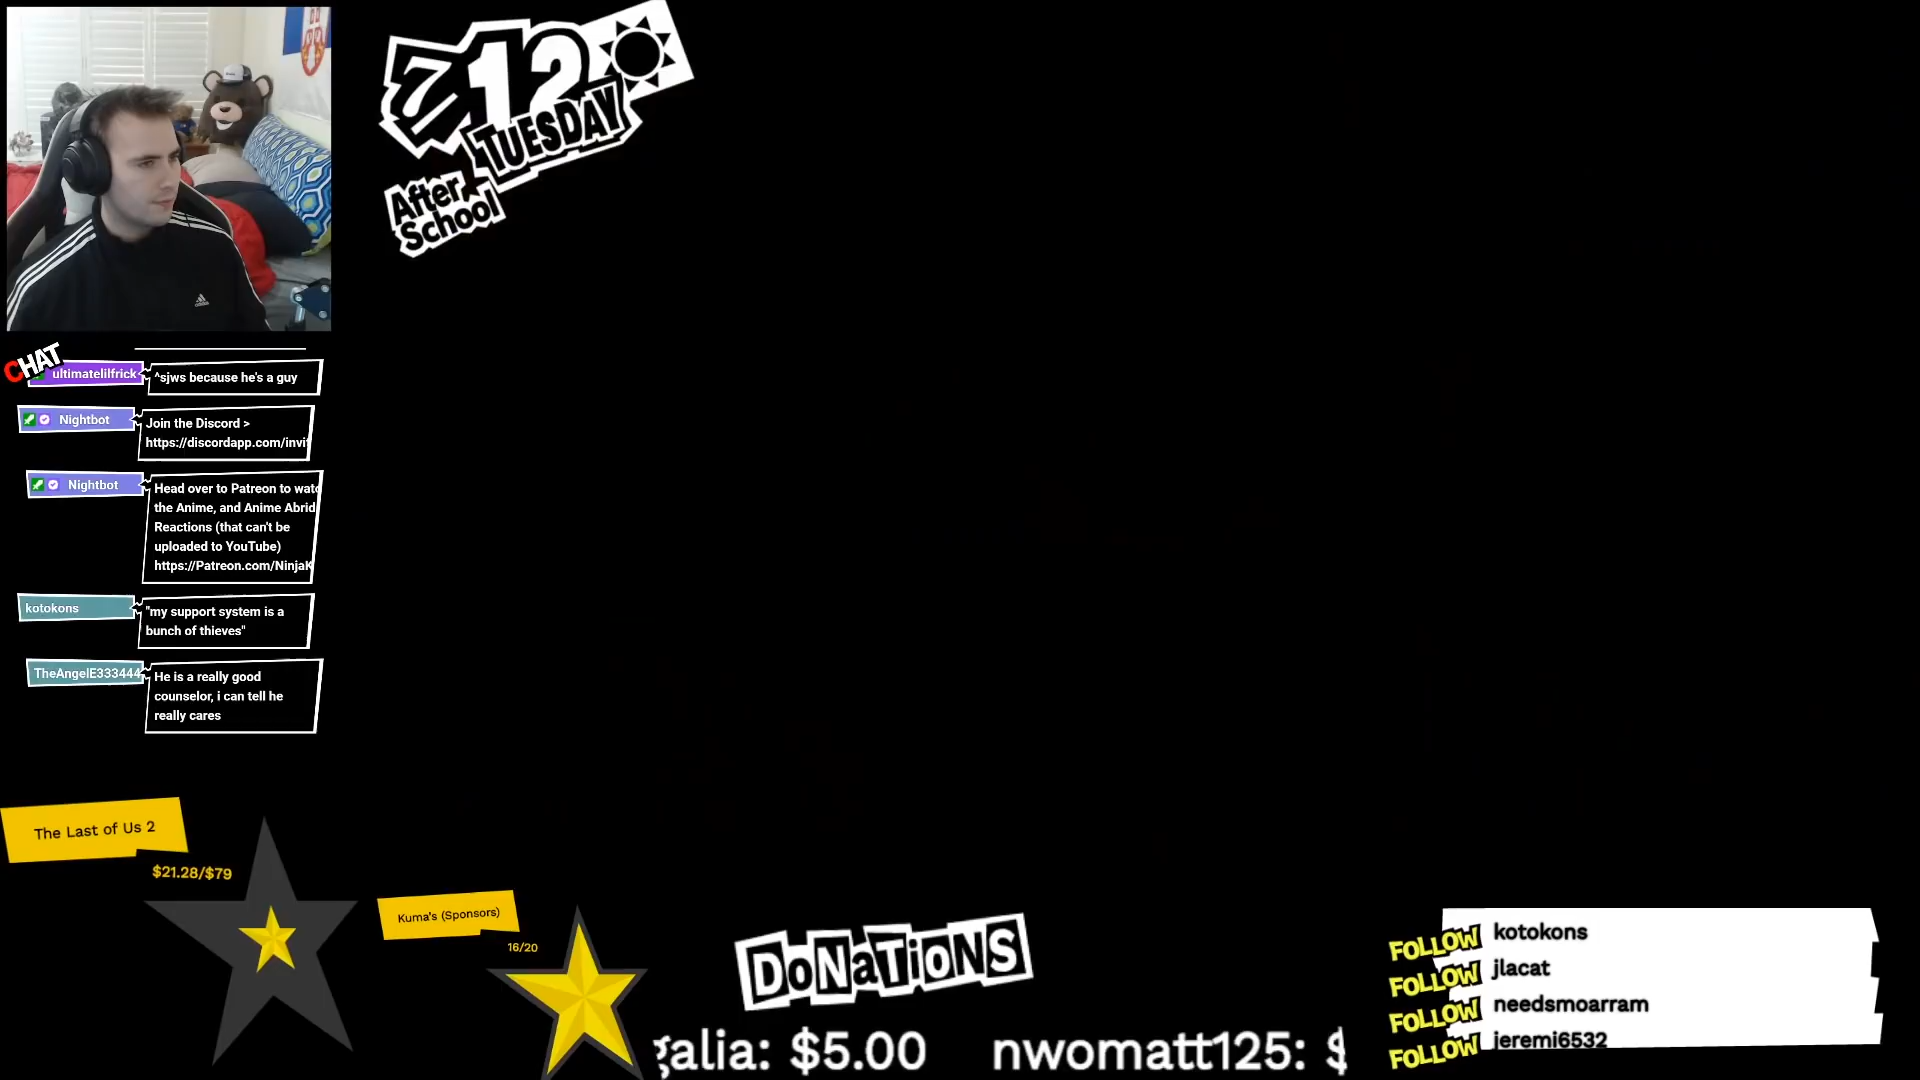 12
TUESDAY
After
School
CHAT
ultimatelilfrick
^sjws because he's a guy
Nightbot
Join the Discord >
https://discordapp.com/invi
Nightbot
Head over to Patreon to watc
the Anime, and Anime Abrid
Reactions (that can't be
uploaded to YouTube)
https://Patreon.com/NinjaK
kotokons
"my support system is a
bunch of thieves"
TheAngelE333444
He is a really good
counselor, i can tell he
really cares
The Last of Us 2
$21.28/$79
Kuma's (Sponsors)
16/20
DoNaTiONS
galia: $5.00 nwomatt125: $
FOLLOW kotokons
FOLLOW jlacat
FOLLOW needsmoarram
FOLLOW jeremi6532